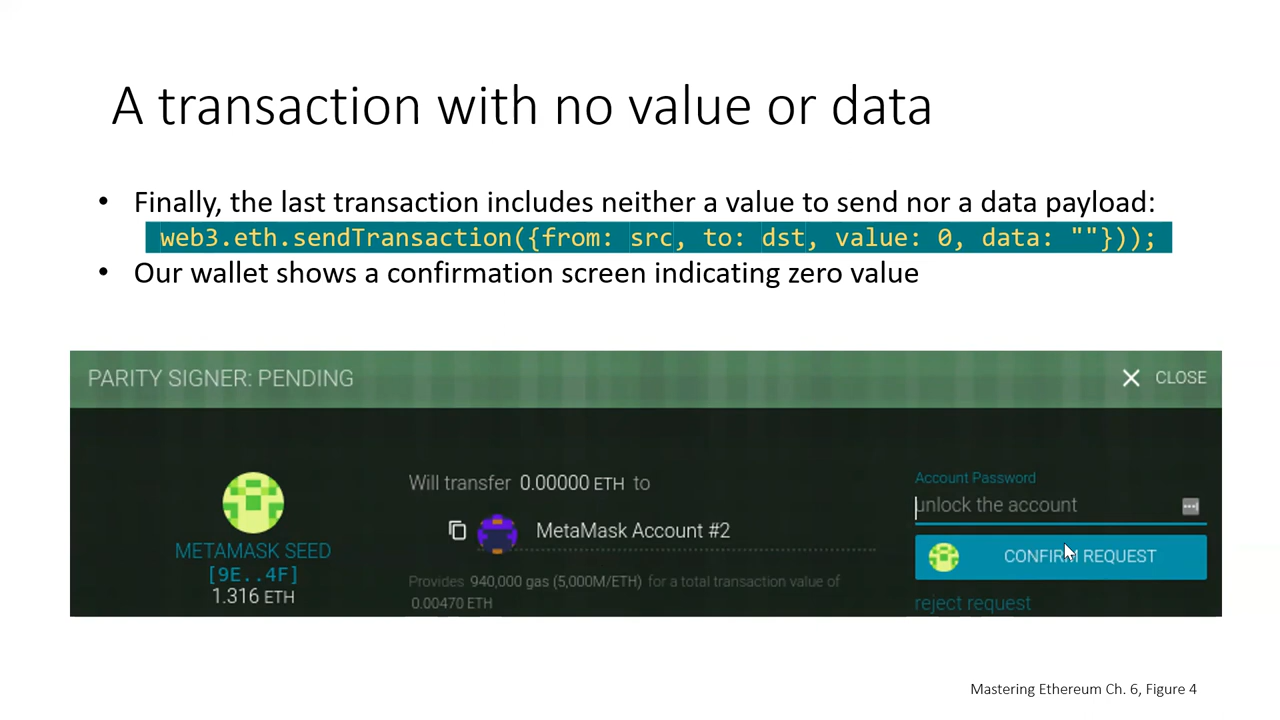 A transaction with no value or data
• Finally, the last transaction includes neither a value to send nor a data payload:
web3.eth.sendTransaction({from: src, to: dst, value: 0, data: ""}));
• Our wallet shows a confirmation screen indicating zero value
PARITY SIGNER: PENDING
CLOSE
METAMASK SEED
[9E..4F]
1.316 ETH
Will transfer 0.00000 ETH to
MetaMask Account #2
Provides 940,000 gas (5,000M/ETH) for a total transaction value of
0.00470 ETH
Account Password
unlock the account
CONFIRM REQUEST
reject request
Mastering Ethereum Ch. 6, Figure 4